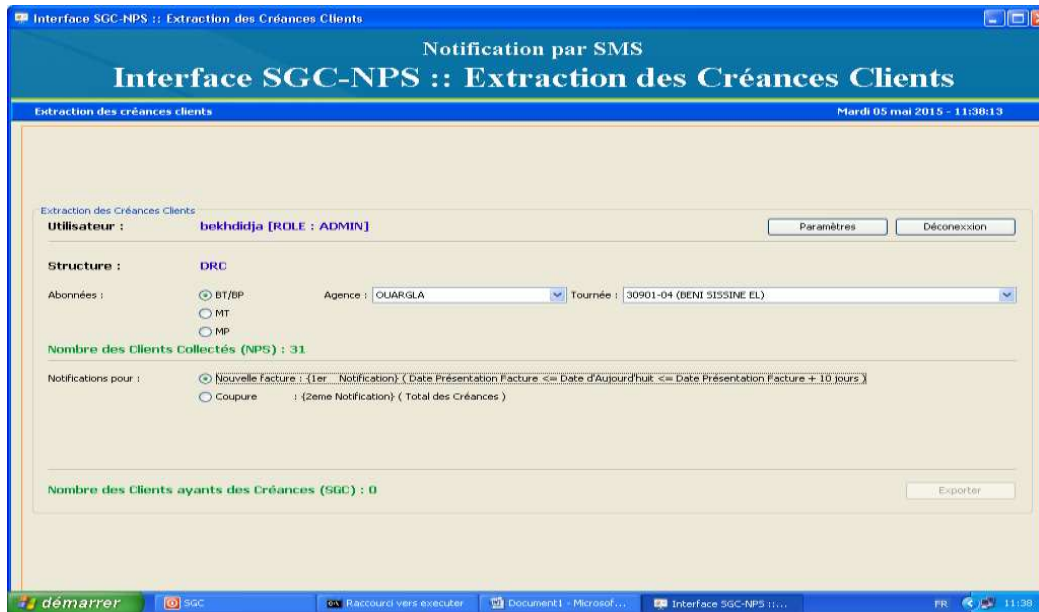 Interface SGC-NPS :: Extraction des Créances Clients
Notification par SMS
Interface SGC-NPS :: Extraction des Créances Clients
Extraction des créances clients Mardi 05 mai 2015 - 11:38:13
Extraction des Créances Clients
Utilisateur : bekhdidja [ROLE : ADMIN] Paramètres Déconexxion
Structure : DRC
Abonnées : BT/BP Agence : OUARGLA Tournée : 30901-04 (BENI SISSINE EL)
MT
MP
Nombre des Clients Collectés (NPS) : 31
Notifications pour : Nouvelle facture : {1er Notification} ( Date Présentation Facture <= Date d'Aujourd'huit <= Date Présentation Facture + 10 jours )
Coupure : {2eme Notification} ( Total des Créances )
Nombre des Clients ayants des Créances (SGC) : 0 Exporter
démarrer SGC Raccourci vers executer Document1 - Microsof... Interface SGC-NPS ::... FR 11:38